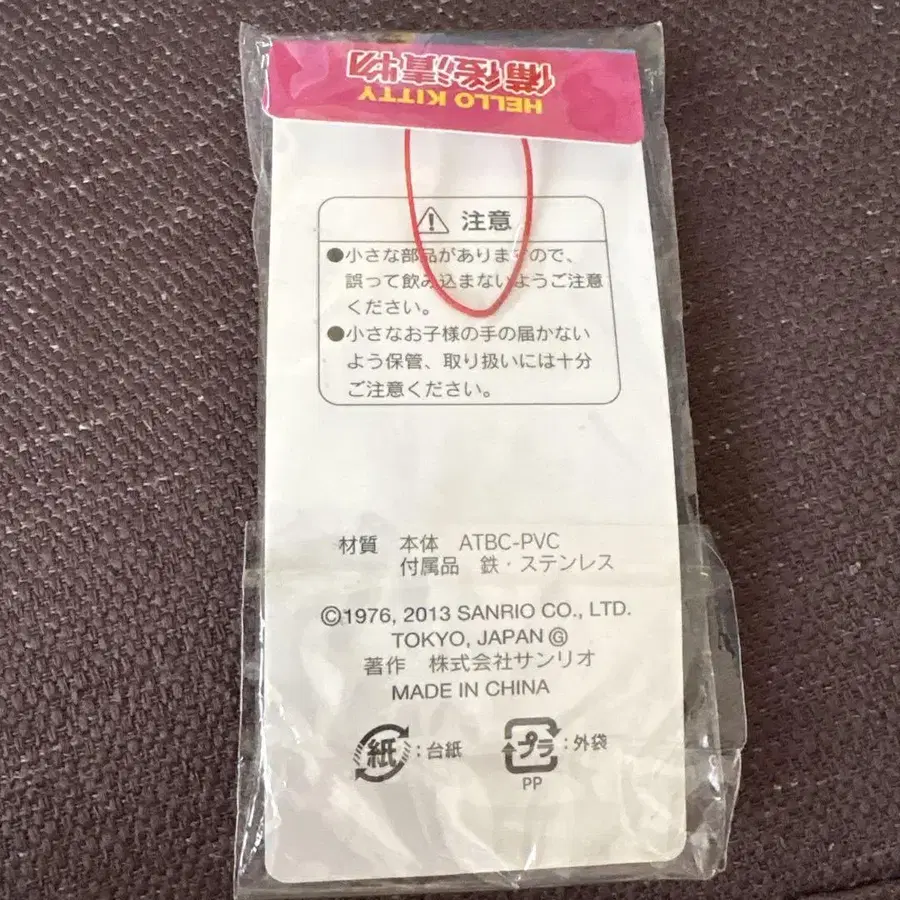 HELLO KITTY
備後漬物
注意
●小さな部品がありますので、
誤って飲み込まないようご注意
ください。
●小さなお子様の手の届かない
よう保管、取り扱いには十分
ご注意ください。
材質 本体 ATBC-PVC
付属品 鉄・ステンレス
©1976, 2013 SANRIO CO., LTD.
TOKYO, JAPAN Ⓖ
著作 株式会社サンリオ
MADE IN CHINA
紙:台紙
プラ:外袋
PP